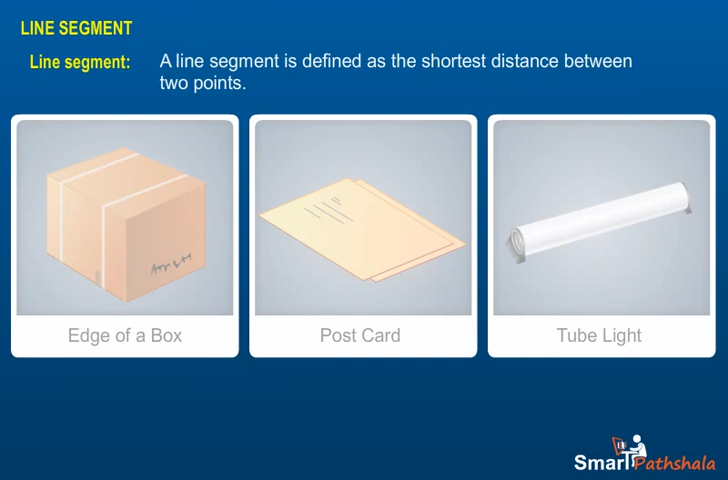 LINE SEGMENT
Line segment: A line segment is defined as the shortest distance between
two points.
Edge of a Box
Post Card
Tube Light
SmartPathshala